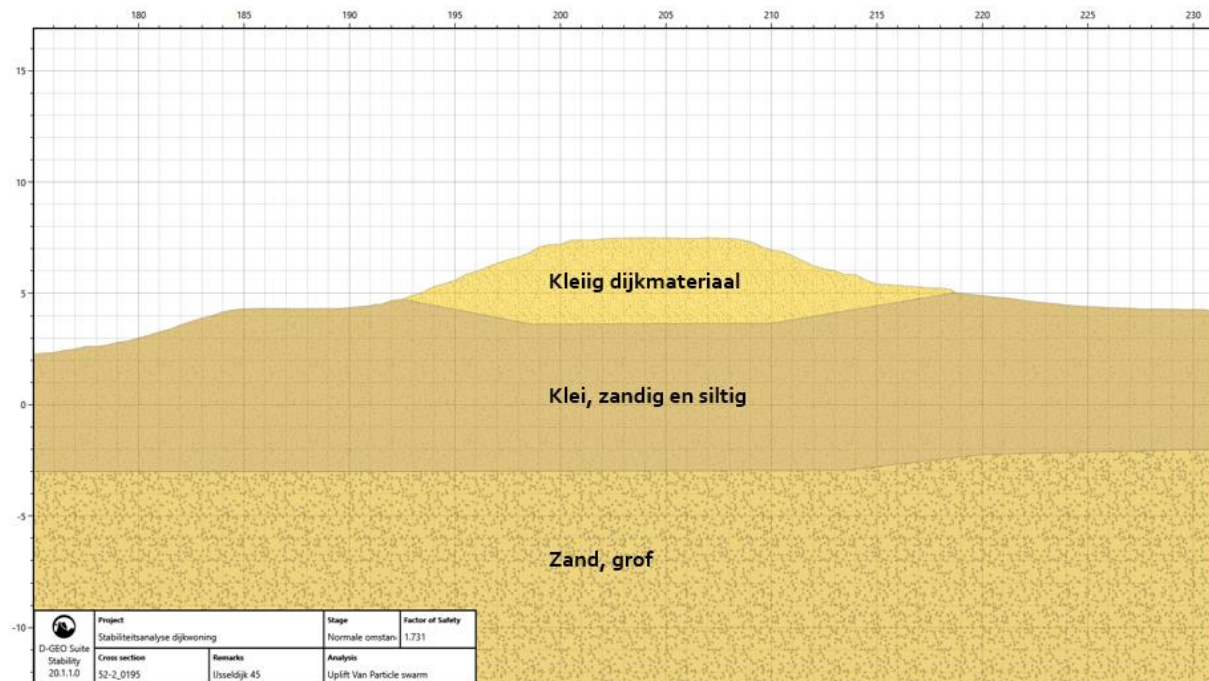 180 185 190 195 200 205 210 215 220 225 230
15
10
5
0
-5
-10
Kleiig dijkmateriaal
Klei, zandig en siltig
Zand, grof
D-GEO Suite
Stability
20.1.1.0
Project
Stabiliteitsanalyse dijkwoning
Stage
Normale omstan
Factor of Safety
1.731
Cross section
52-2_0195
Remarks
IJsseldijk 45
Analysis
Uplift Van Particle swarm